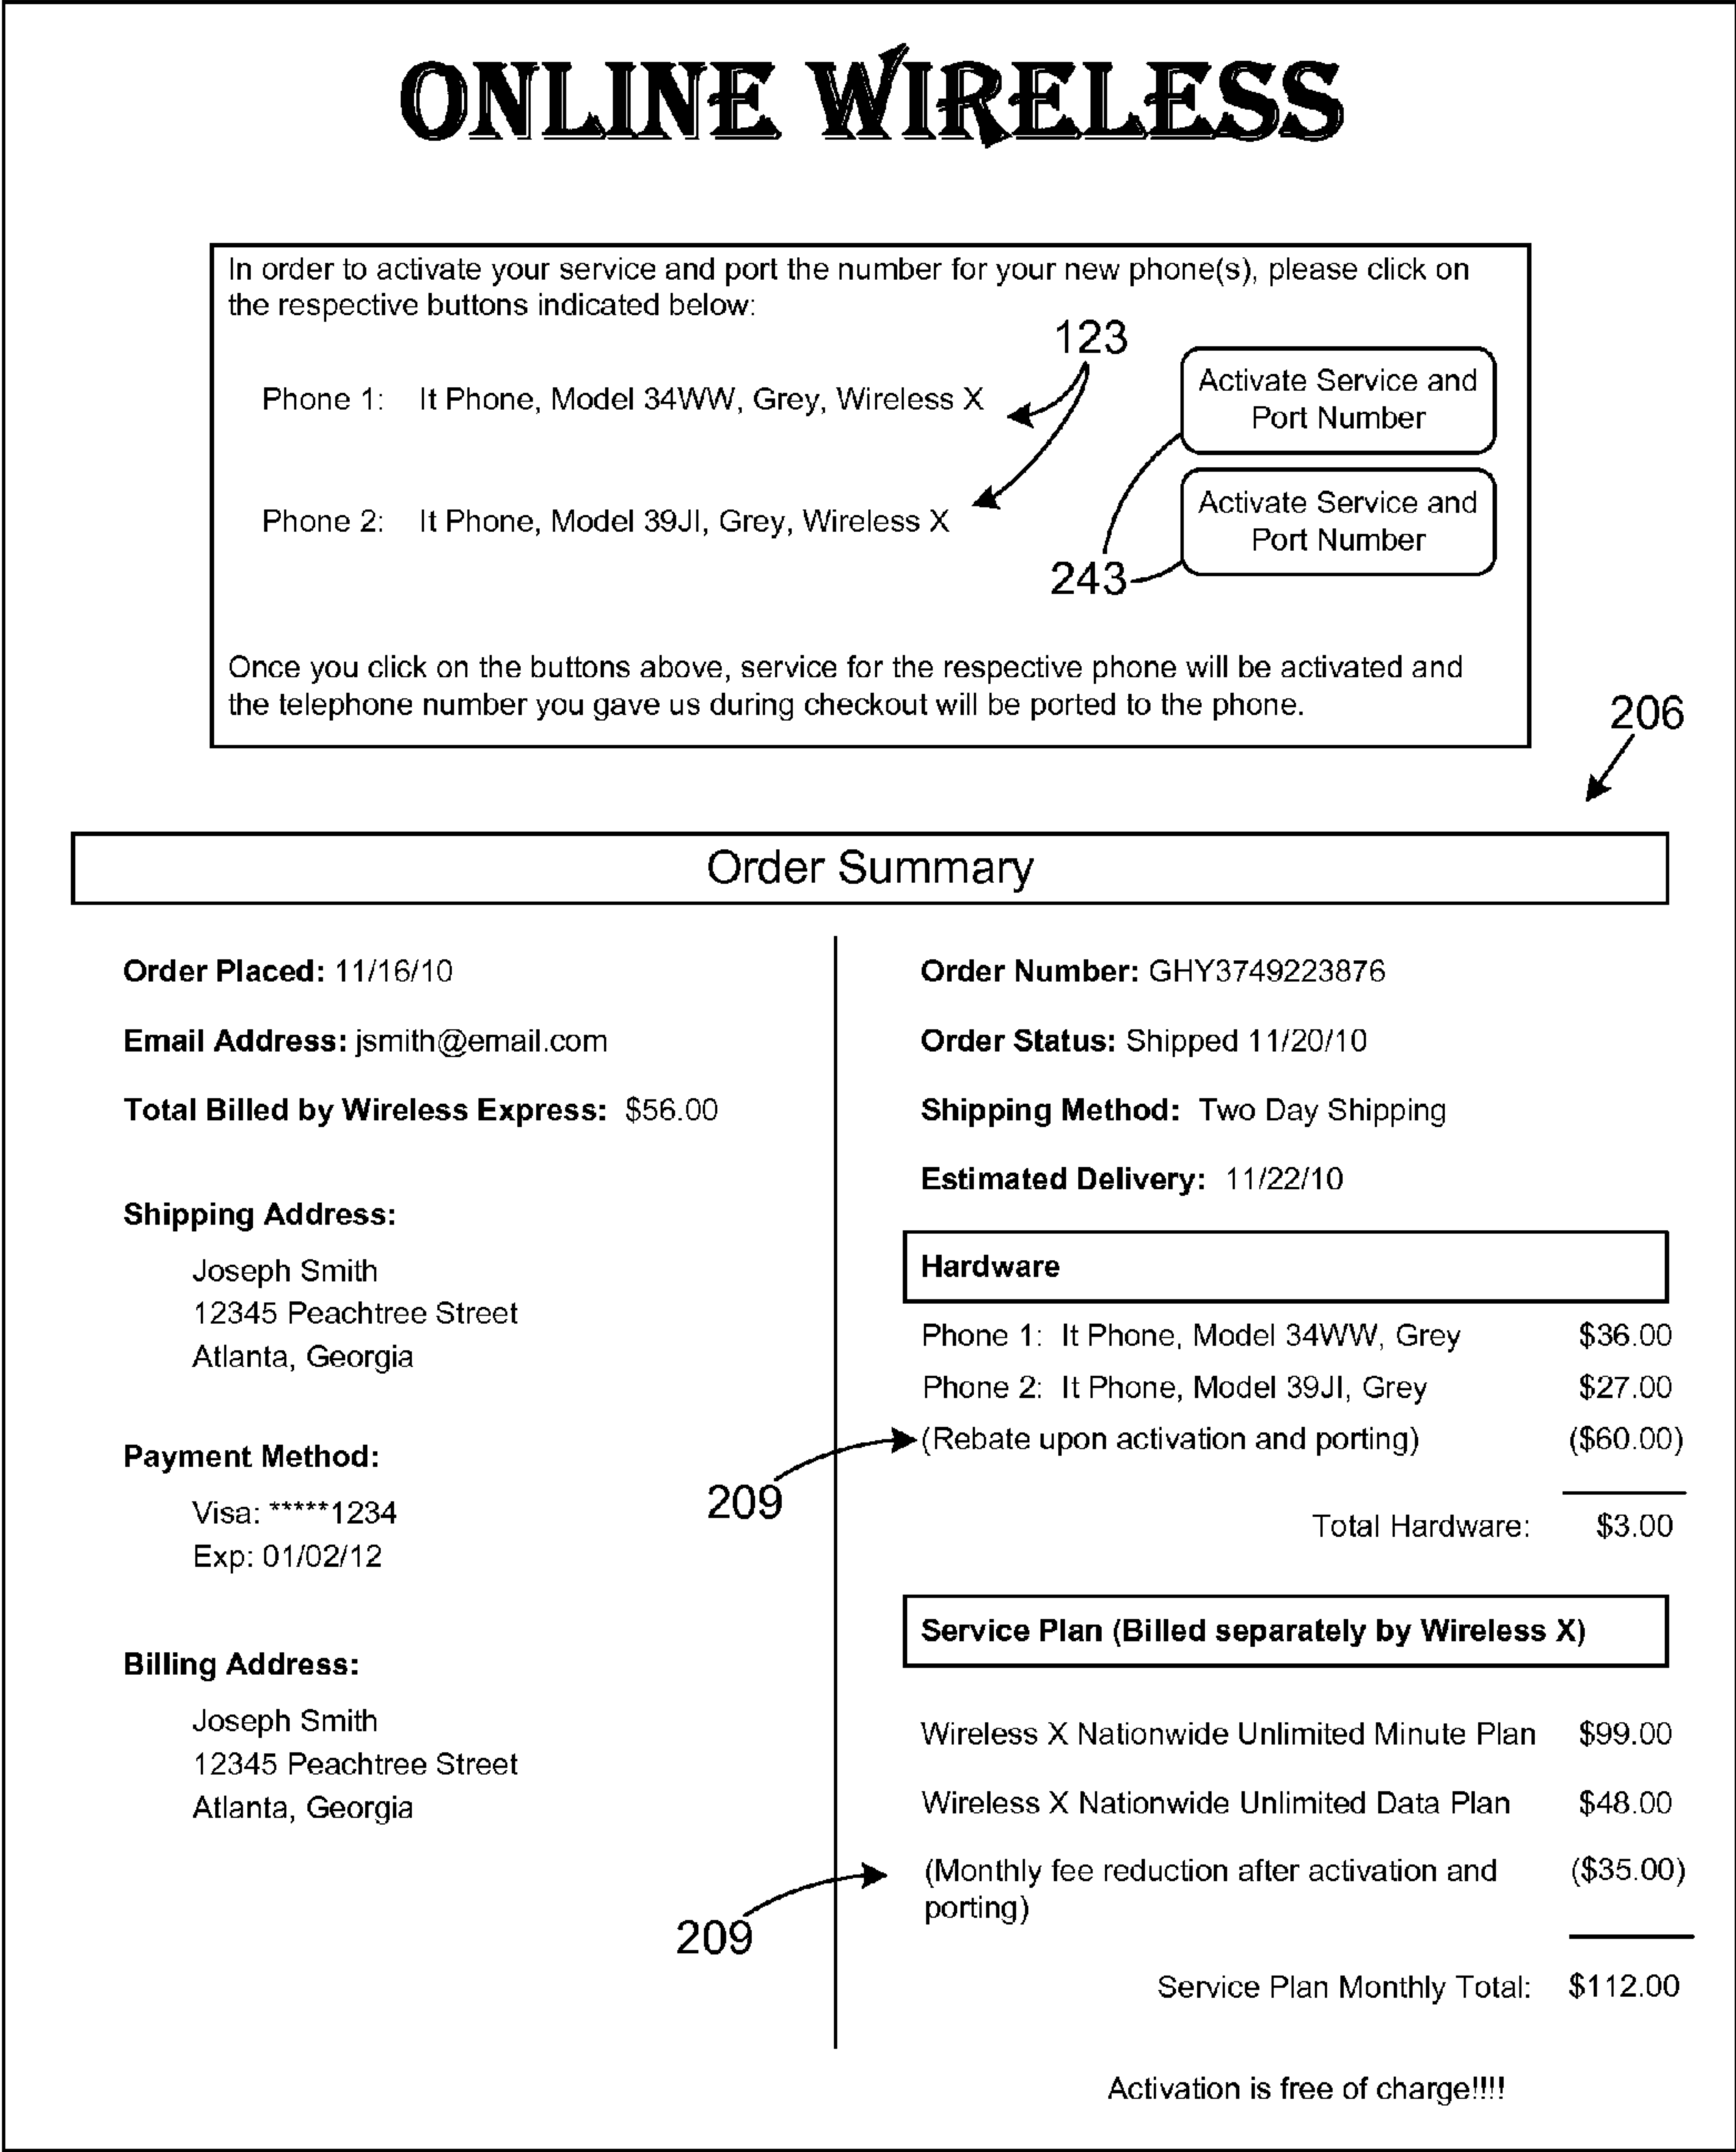 ONLINE WIRELESS
In order to activate your service and port the number for your new phone(s), please click on
the respective buttons indicated below:
123
Phone 1: It Phone, Model 34WW, Grey, Wireless X
Activate Service and
Port Number
Phone 2: It Phone, Model 39JI, Grey, Wireless X
Activate Service and
Port Number
243
Once you click on the buttons above, service for the respective phone will be activated and
the telephone number you gave us during checkout will be ported to the phone.
206
Order Summary
Order Placed: 11/16/10
Email Address: jsmith@email.com
Total Billed by Wireless Express: $56.00
Shipping Address:
Joseph Smith
12345 Peachtree Street
Atlanta, Georgia
Payment Method:
Visa: *****1234
Exp: 01/02/12
Billing Address:
Joseph Smith
12345 Peachtree Street
Atlanta, Georgia
Order Number: GHY3749223876
Order Status: Shipped 11/20/10
Shipping Method: Two Day Shipping
Estimated Delivery: 11/22/10
Hardware
Phone 1: It Phone, Model 34WW, Grey $36.00
Phone 2: It Phone, Model 39JI, Grey $27.00
(Rebate upon activation and porting) ($60.00)
209
Total Hardware: $3.00
Service Plan (Billed separately by Wireless X)
Wireless X Nationwide Unlimited Minute Plan $99.00
Wireless X Nationwide Unlimited Data Plan $48.00
(Monthly fee reduction after activation and ($35.00)
porting)
209
Service Plan Monthly Total: $112.00
Activation is free of charge!!!!